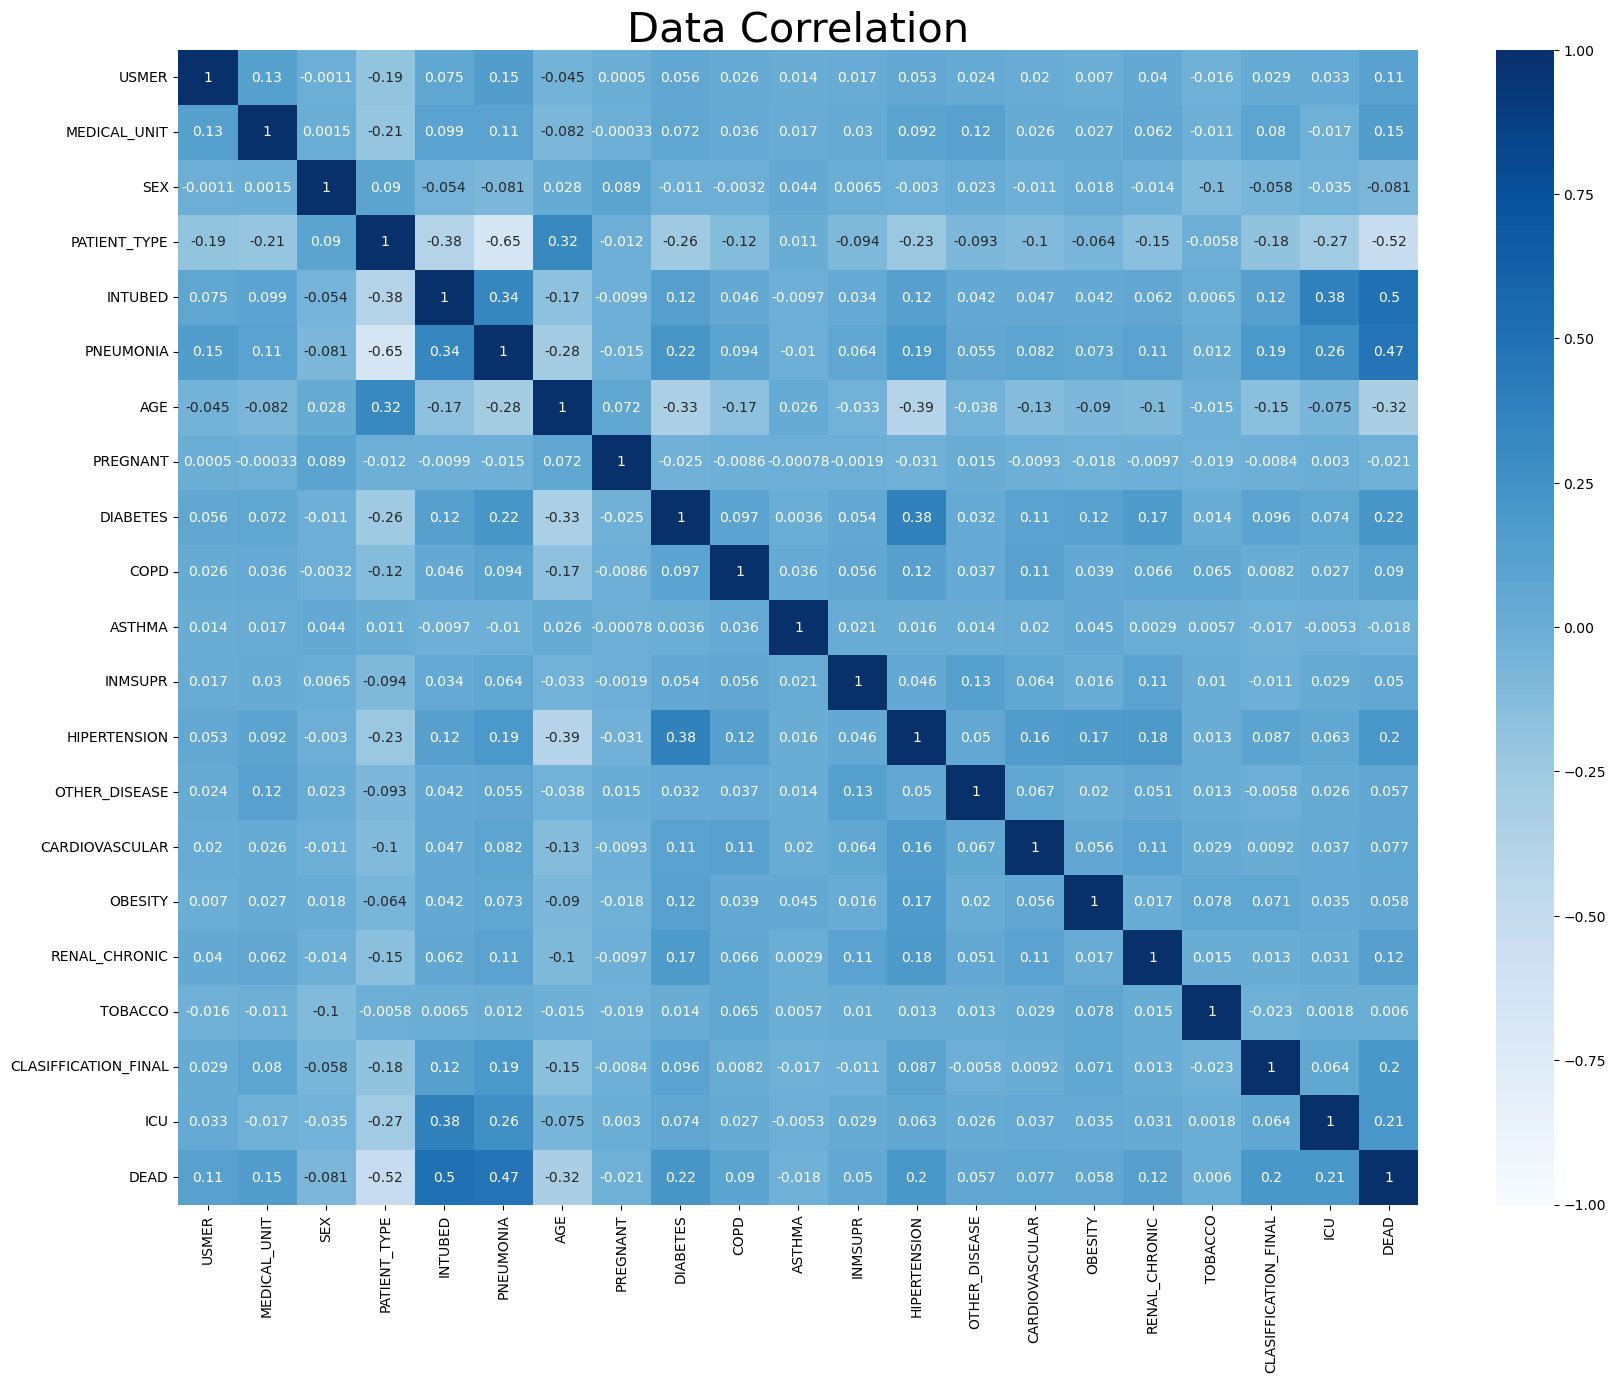 Data Correlation
USMER 1 0.13 -0.0011 -0.19 0.075 0.15 -0.045 0.0005 0.056 0.026 0.014 0.017 0.053 0.024 0.02 0.007 0.04 -0.016 0.029 0.033 0.11 1.00
MEDICAL_UNIT 0.13 1 0.0015 -0.21 0.099 0.11 -0.082 -0.00033 0.072 0.036 0.017 0.03 0.092 0.12 0.026 0.027 0.062 -0.011 0.08 -0.017 0.15
SEX -0.0011 0.0015 1 0.09 -0.054 -0.081 0.028 0.089 -0.011 -0.0032 0.044 0.0065 -0.003 0.023 -0.011 0.018 -0.014 -0.1 -0.058 -0.035 -0.081 0.75
PATIENT_TYPE -0.19 -0.21 0.09 1 -0.38 -0.65 0.32 -0.012 -0.26 -0.12 0.011 -0.094 -0.23 -0.093 -0.1 -0.064 -0.15 -0.0058 -0.18 -0.27 -0.52
INTUBED 0.075 0.099 -0.054 -0.38 1 0.34 -0.17 -0.0099 0.12 0.046 -0.0097 0.034 0.12 0.042 0.047 0.042 0.062 0.0065 0.12 0.38 0.5 0.50
PNEUMONIA 0.15 0.11 -0.081 -0.65 0.34 1 -0.28 -0.015 0.22 0.094 -0.01 0.064 0.19 0.055 0.082 0.073 0.11 0.012 0.19 0.26 0.47
AGE -0.045 -0.082 0.028 0.32 -0.17 -0.28 1 0.072 -0.33 -0.17 0.026 -0.033 -0.39 -0.038 -0.13 -0.09 -0.1 -0.015 -0.15 -0.075 -0.32
PREGNANT 0.0005 -0.00033 0.089 -0.012 -0.0099 -0.015 0.072 1 -0.025 -0.0086 -0.00078 -0.0019 -0.031 0.015 -0.0093 -0.018 -0.0097 -0.019 -0.0084 0.003 -0.021 0.25
DIABETES 0.056 0.072 -0.011 -0.26 0.12 0.22 -0.33 -0.025 1 0.097 0.0036 0.054 0.38 0.032 0.11 0.12 0.17 0.014 0.096 0.074 0.22
COPD 0.026 0.036 -0.0032 -0.12 0.046 0.094 -0.17 -0.0086 0.097 1 0.036 0.056 0.12 0.037 0.11 0.039 0.066 0.065 0.0082 0.027 0.09
ASTHMA 0.014 0.017 0.044 0.011 -0.0097 -0.01 0.026 -0.00078 0.0036 0.036 1 0.021 0.016 0.014 0.02 0.045 0.0029 0.0057 -0.017 -0.0053 -0.018 0.00
INMSUPR 0.017 0.03 0.0065 -0.094 0.034 0.064 -0.033 -0.0019 0.054 0.056 0.021 1 0.046 0.13 0.064 0.016 0.11 0.01 -0.011 0.029 0.05
HIPERTENSION 0.053 0.092 -0.003 -0.23 0.12 0.19 -0.39 -0.031 0.38 0.12 0.016 0.046 1 0.05 0.16 0.17 0.18 0.013 0.087 0.063 0.2
OTHER_DISEASE 0.024 0.12 0.023 -0.093 0.042 0.055 -0.038 0.015 0.032 0.037 0.014 0.13 0.05 1 0.067 0.02 0.051 0.013 -0.0058 0.026 0.057 −0.25
CARDIOVASCULAR 0.02 0.026 -0.011 -0.1 0.047 0.082 -0.13 -0.0093 0.11 0.11 0.02 0.064 0.16 0.067 1 0.056 0.11 0.029 0.0092 0.037 0.077
OBESITY 0.007 0.027 0.018 -0.064 0.042 0.073 -0.09 -0.018 0.12 0.039 0.045 0.016 0.17 0.02 0.056 1 0.017 0.078 0.071 0.035 0.058 −0.50
RENAL_CHRONIC 0.04 0.062 -0.014 -0.15 0.062 0.11 -0.1 -0.0097 0.17 0.066 0.0029 0.11 0.18 0.051 0.11 0.017 1 0.015 0.013 0.031 0.12
TOBACCO -0.016 -0.011 -0.1 -0.0058 0.0065 0.012 -0.015 -0.019 0.014 0.065 0.0057 0.01 0.013 0.013 0.029 0.078 0.015 1 -0.023 0.0018 0.006
CLASIFFICATION_FINAL 0.029 0.08 -0.058 -0.18 0.12 0.19 -0.15 -0.0084 0.096 0.0082 -0.017 -0.011 0.087 -0.0058 0.0092 0.071 0.013 -0.023 1 0.064 0.2 −0.75
ICU 0.033 -0.017 -0.035 -0.27 0.38 0.26 -0.075 0.003 0.074 0.027 -0.0053 0.029 0.063 0.026 0.037 0.035 0.031 0.0018 0.064 1 0.21
DEAD 0.11 0.15 -0.081 -0.52 0.5 0.47 -0.32 -0.021 0.22 0.09 -0.018 0.05 0.2 0.057 0.077 0.058 0.12 0.006 0.2 0.21 1 −1.00
USMER MEDICAL_UNIT SEX PATIENT_TYPE INTUBED PNEUMONIA AGE PREGNANT DIABETES COPD ASTHMA INMSUPR HIPERTENSION OTHER_DISEASE CARDIOVASCULAR OBESITY RENAL_CHRONIC TOBACCO CLASIFFICATION_FINAL ICU DEAD